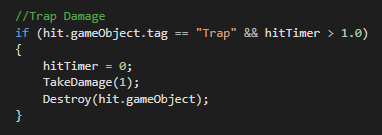 //Trap Damage
if (hit.gameObject.tag == "Trap" && hitTimer > 1.0)
{
    hitTimer = 0;
    TakeDamage(1);
    Destroy(hit.gameObject);
}